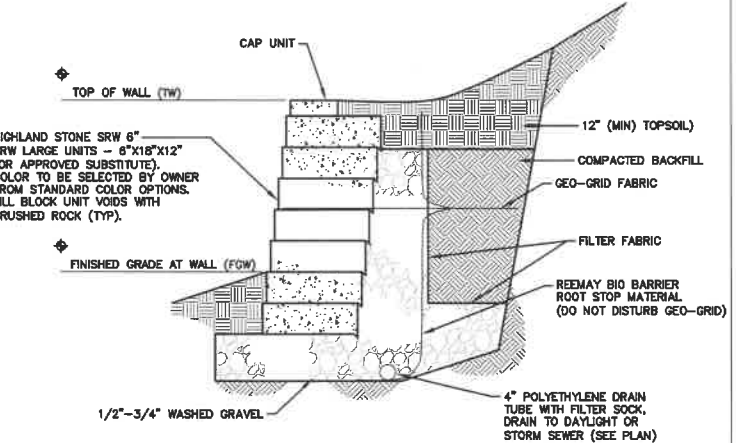 CAP UNIT
TOP OF WALL (TW)
IGHLAND STONE SRW 6"
RW LARGE UNITS - 6"X18"X12"
OR APPROVED SUBSTITUTE).
OLOR TO BE SELECTED BY OWNER
ROM STANDARD COLOR OPTIONS.
ILL BLOCK UNIT VOIDS WITH
RUSHED ROCK (TYP).
FINISHED GRADE AT WALL (FGW)
1/2"-3/4" WASHED GRAVEL
12" (MIN) TOPSOIL)
COMPACTED BACKFILL
GEO-GRID FABRIC
FILTER FABRIC
REEMAY BIO BARRIER
ROOT STOP MATERIAL
(DO NOT DISTURB GEO-GRID)
4" POLYETHYLENE DRAIN
TUBE WITH FILTER SOCK,
DRAIN TO DAYLIGHT OR
STORM SEWER (SEE PLAN)